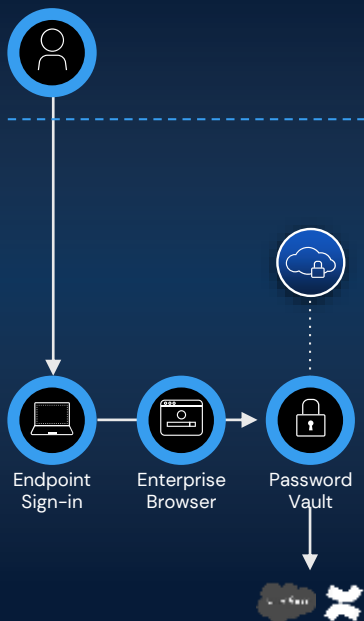 Endpoint
Sign-in
Enterprise
Browser
Password
Vault